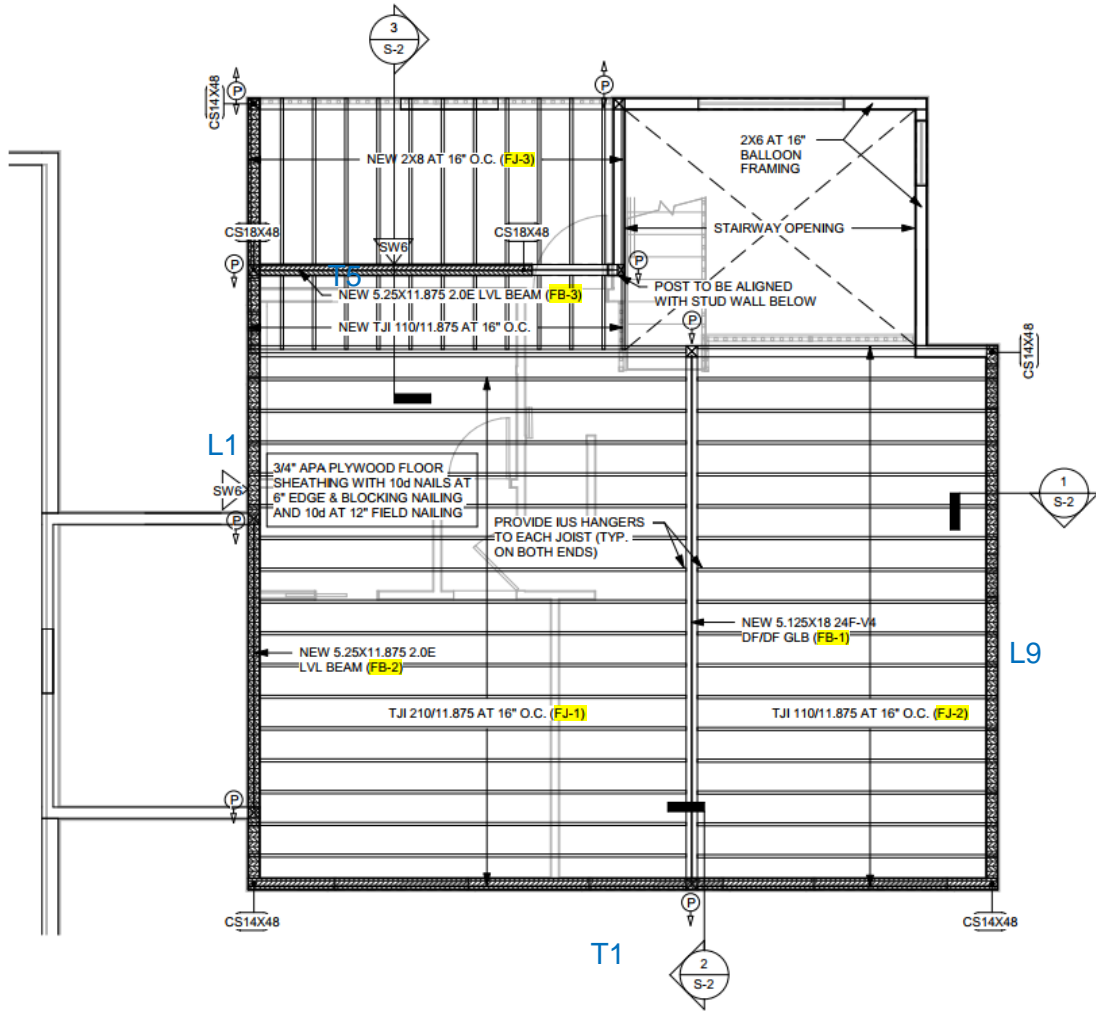 3
S-2
P
P
CS14X48
2X6 AT 16"
BALLOON
FRAMING
NEW 2X8 AT 16" O.C. (FJ-3)
CS18X48
CS18X48
STAIRWAY OPENING
SW6
P
P
T5
NEW 5.25X11.875 2.0E LVL BEAM (FB-3)
POST TO BE ALIGNED
WITH STUD WALL BELOW
NEW TJI 110/11.875 AT 16" O.C.
P
CS14X48
L1
3/4" APA PLYWOOD FLOOR
SHEATHING WITH 10d NAILS AT
6" EDGE & BLOCKING NAILING
AND 10d AT 12" FIELD NAILING
SW6
1
S-2
P
PROVIDE IUS HANGERS
TO EACH JOIST (TYP.
ON BOTH ENDS)
NEW 5.125X18 24F-V4
DF/DF GLB (FB-1)
NEW 5.25X11.875 2.0E
LVL BEAM (FB-2)
L9
TJI 210/11.875 AT 16" O.C. (FJ-1)
TJI 110/11.875 AT 16" O.C. (FJ-2)
P
P
CS14X48
CS14X48
T1
2
S-2